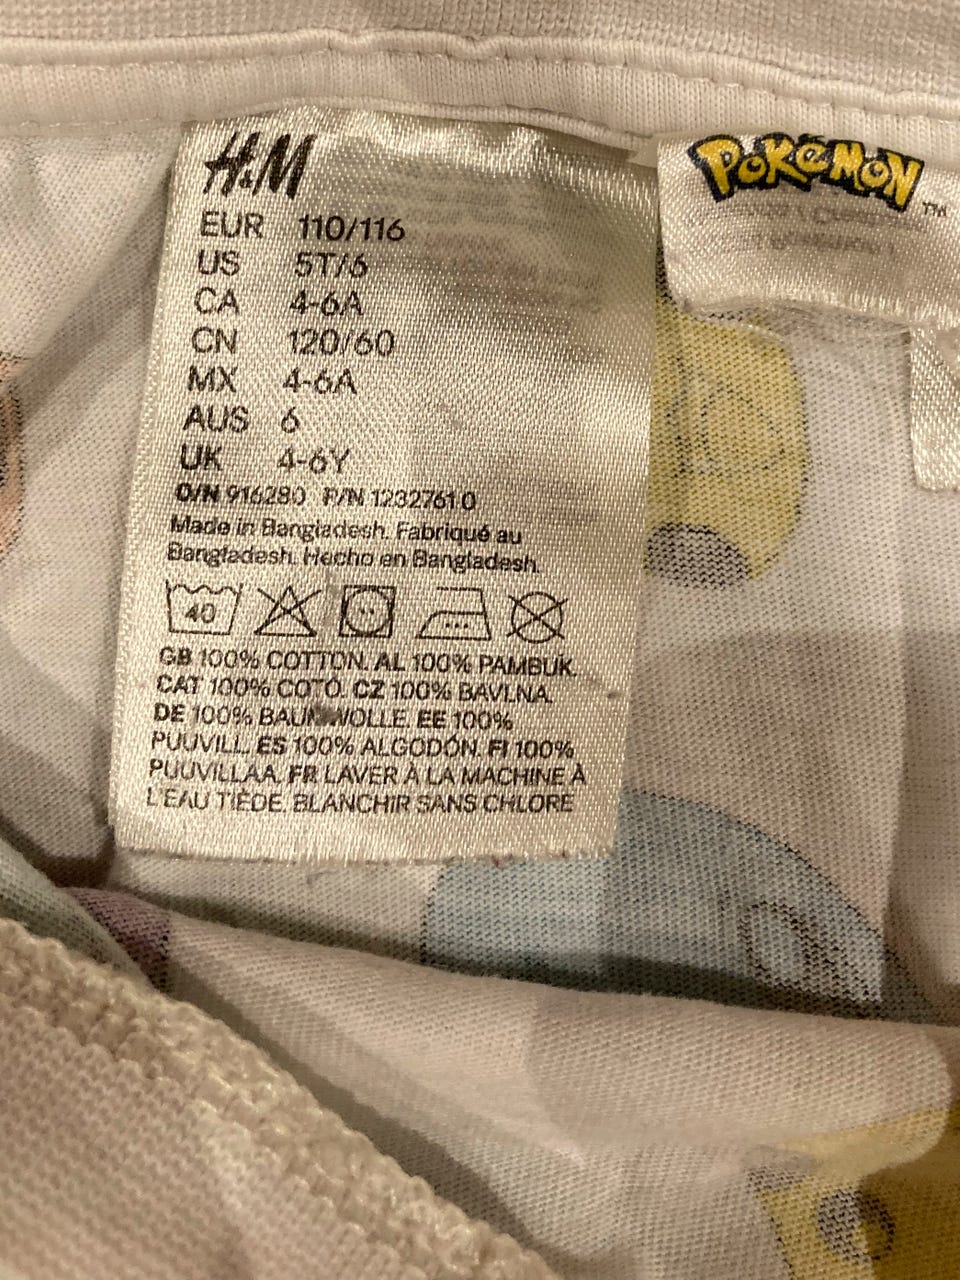 H&M
EUR 110/116
US 5T/6
CA 4-6A
CN 120/60
MX 4-6A
AUS 6
UK 4-6Y
O/N 916280 P/N 1232761 0
Made in Bangladesh. Fabriqué au
Bangladesh. Hecho en Bangladesh.
40
GB 100% COTTON. AL 100% PAMBUK.
CAT 100% COTÓ. CZ 100% BAVLNA.
DE 100% BAUMWOLLE. EE 100%
PUUVILL. ES 100% ALGODÓN. FI 100%
PUUVILLAA. FR LAVER À LA MACHINE À
L'EAU TIÈDE. BLANCHIR SANS CHLORE
POKéMON
TM